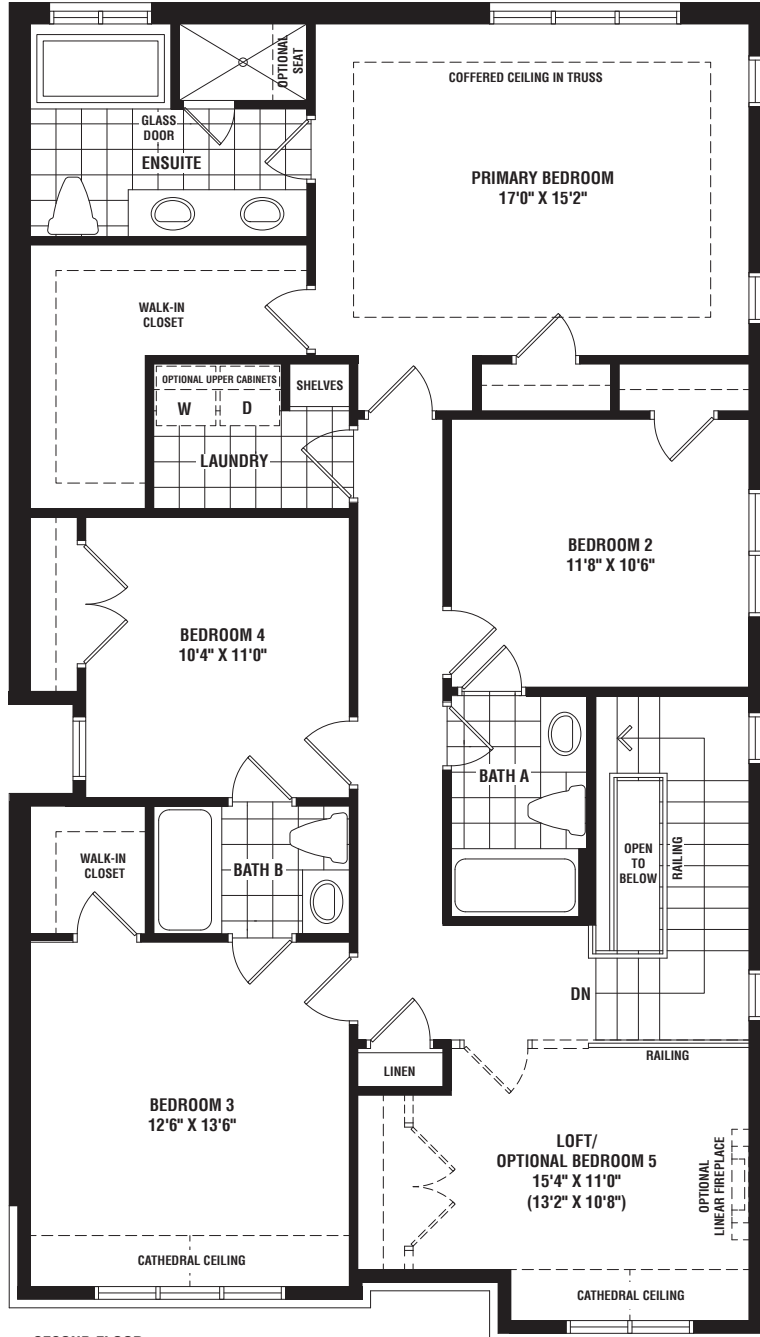 OPTIONAL
SEAT
COFFERED CEILING IN TRUSS
GLASS
DOOR
ENSUITE
PRIMARY BEDROOM
17'0" X 15'2"
WALK-IN
CLOSET
OPTIONAL UPPER CABINETS
SHELVES
W
D
LAUNDRY
BEDROOM 2
11'8" X 10'6"
BEDROOM 4
10'4" X 11'0"
BATH A
OPEN
TO
BELOW
RAILING
WALK-IN
CLOSET
BATH B
DN
RAILING
LINEN
BEDROOM 3
12'6" X 13'6"
LOFT/
OPTIONAL BEDROOM 5
15'4" X 11'0"
(13'2" X 10'8")
OPTIONAL
LINEAR FIREPLACE
CATHEDRAL CEILING
CATHEDRAL CEILING
SECOND FLOOR